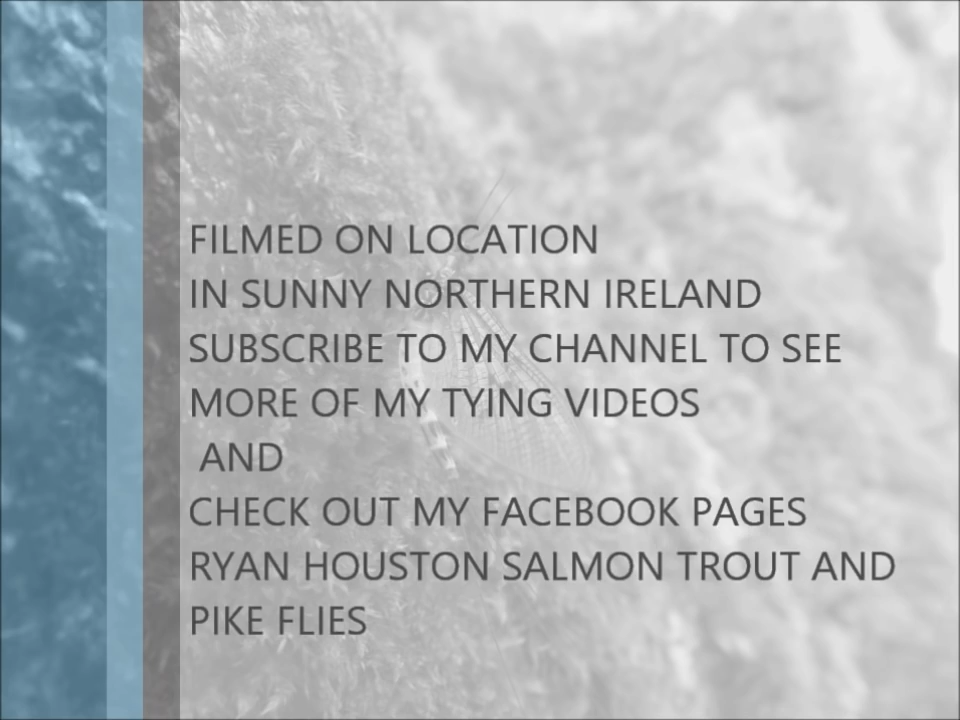 FILMED ON LOCATION
IN SUNNY NORTHERN IRELAND
SUBSCRIBE TO MY CHANNEL TO SEE
MORE OF MY TYING VIDEOS
AND
CHECK OUT MY FACEBOOK PAGES
RYAN HOUSTON SALMON TROUT AND
PIKE FLIES